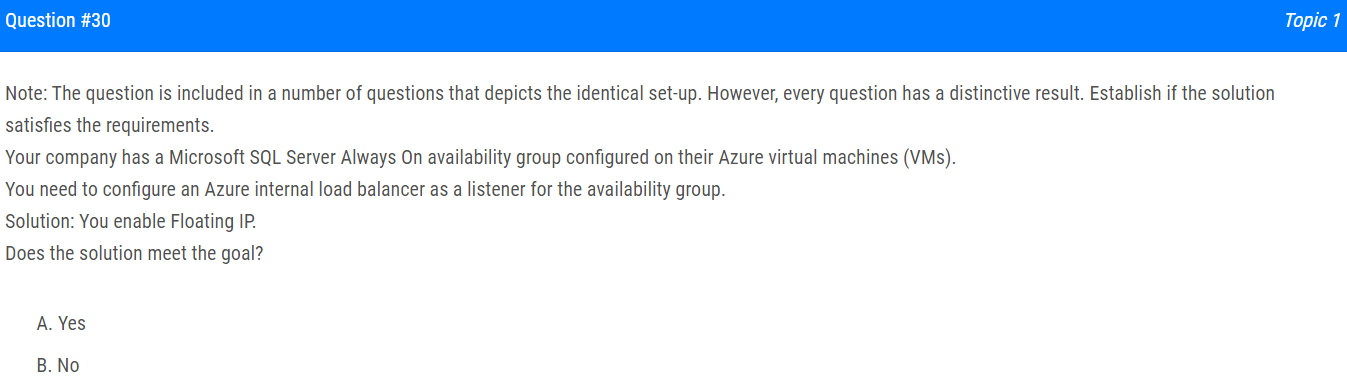 Question #30
Topic 1
Note: The question is included in a number of questions that depicts the identical set-up. However, every question has a distinctive result. Establish if the solution
satisfies the requirements.
Your company has a Microsoft SQL Server Always On availability group configured on their Azure virtual machines (VMs).
You need to configure an Azure internal load balancer as a listener for the availability group.
Solution: You enable Floating IP.
Does the solution meet the goal?
A. Yes
B. No